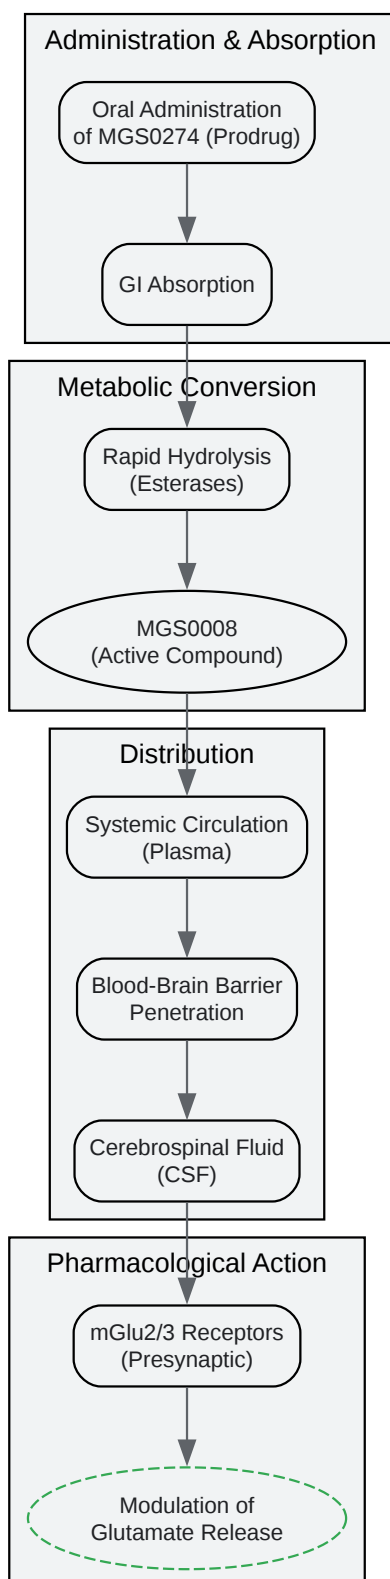 Administration & Absorption
Oral Administration
of MGS0274 (Prodrug)
GI Absorption
Metabolic Conversion
Rapid Hydrolysis
(Esterases)
MGS0008
(Active Compound)
Distribution
Systemic Circulation
(Plasma)
Blood-Brain Barrier
Penetration
Cerebrospinal Fluid
(CSF)
Pharmacological Action
mGlu2/3 Receptors
(Presynaptic)
Modulation of
Glutamate Release